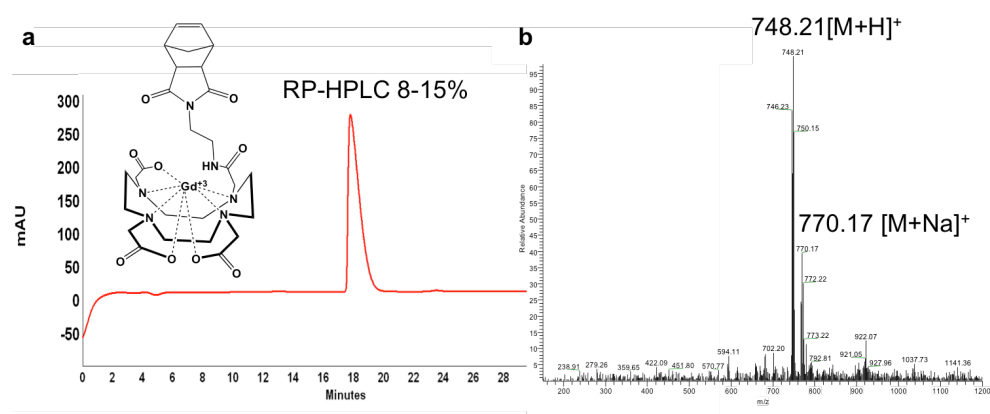 a
RP-HPLC 8-15%
O
O
N
O
O
HN
O
Gd+3
N
N
N
N
O
O
O
O
mAU
300
250
200
150
100
50
0
-50
0 2 4 6 8 10 12 14 16 18 20 22 24 26 28
Minutes
b
748.21[M+H]+
748.21
746.23
750.15
770.17 [M+Na]+
770.17
772.22
773.22
792.81
922.07
921.05
927.96
1037.73
1141.36
702.20
594.11
570.77
451.80
422.09
359.65
279.26
238.91
Relative Abundance
95
90
85
80
75
70
65
60
55
50
45
40
35
30
25
20
15
10
5
0
200 300 400 500 600 700 800 900 1000 1100 1200
m/z